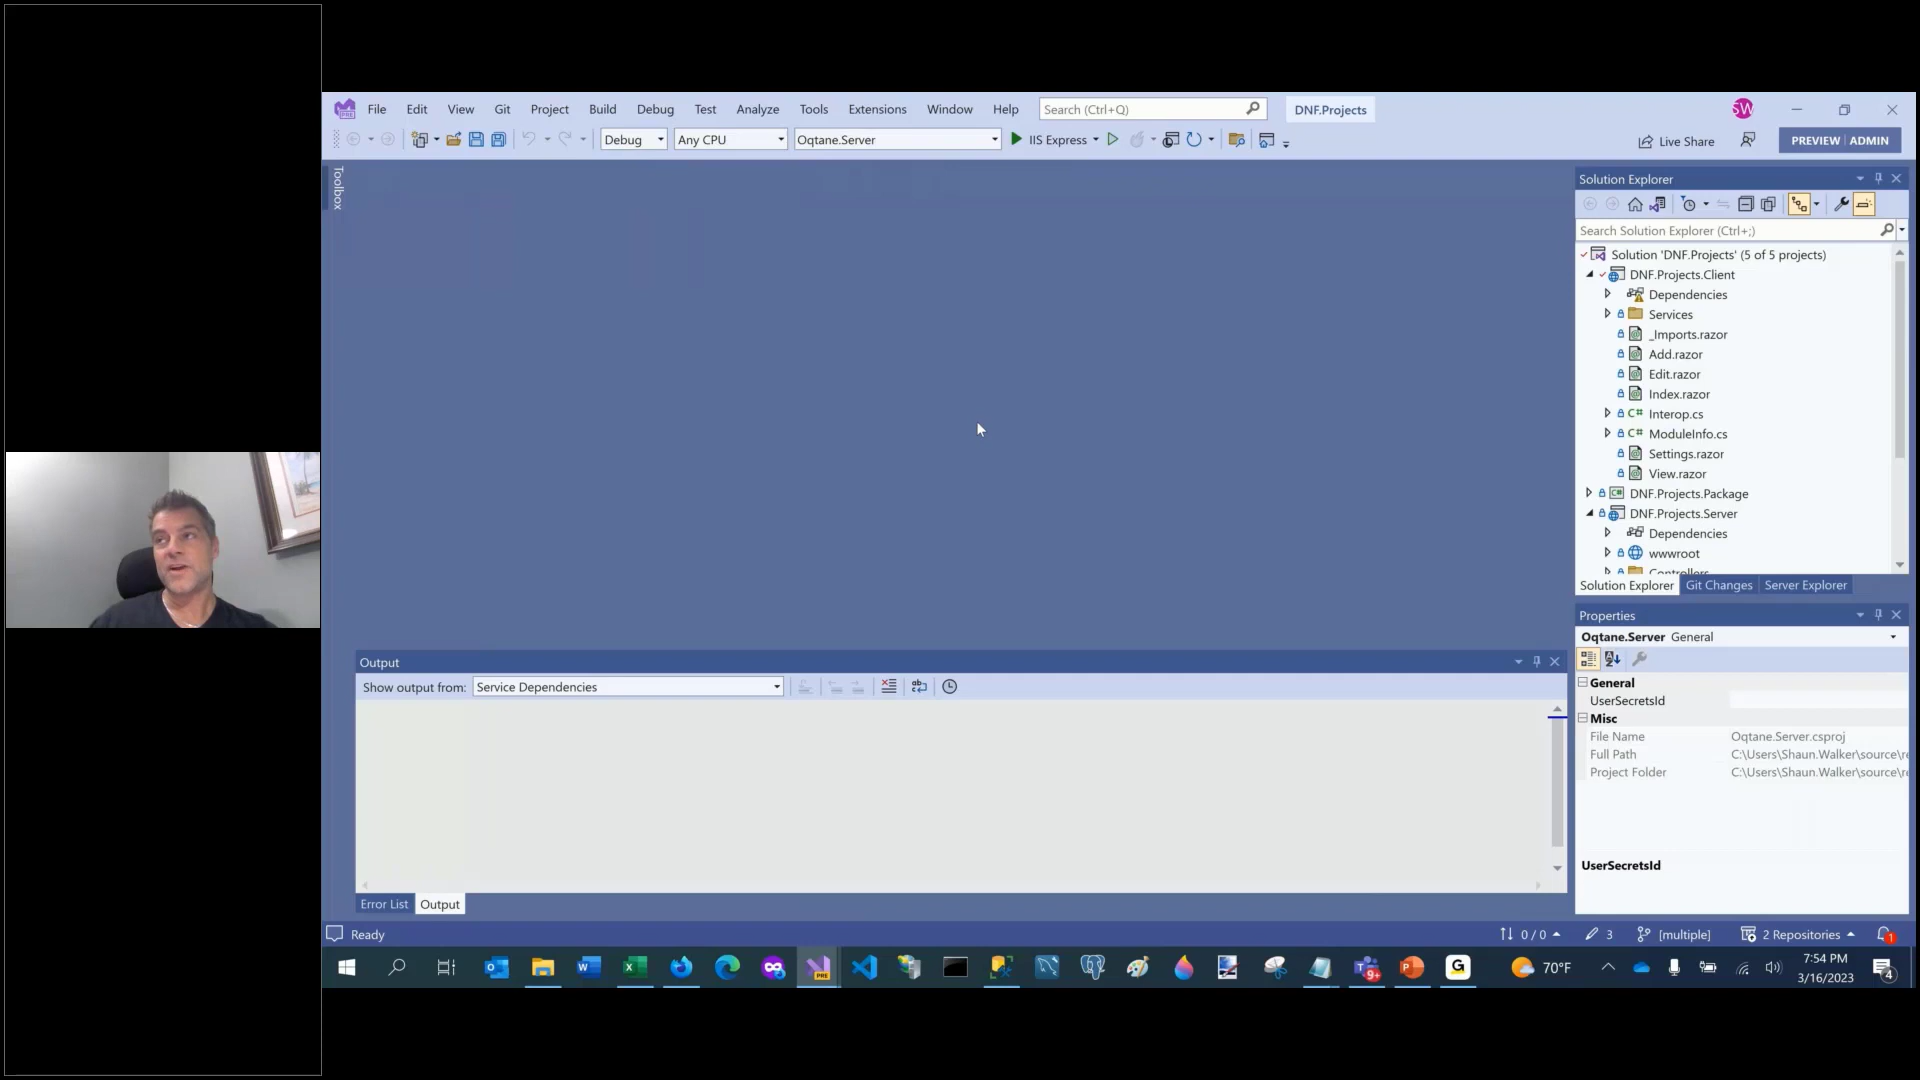 File Edit View Git Project Build Debug Test Analyze Tools Extensions Window Help Search (Ctrl+Q) DNF.Projects SW
Debug Any CPU Oqtane.Server IIS Express Live Share PREVIEW ADMIN
Toolbox
Solution Explorer
Search Solution Explorer (Ctrl+;)
Solution 'DNF.Projects' (5 of 5 projects)
DNF.Projects.Client
Dependencies
Services
_Imports.razor
Add.razor
Edit.razor
Index.razor
C# Interop.cs
C# ModuleInfo.cs
Settings.razor
View.razor
DNF.Projects.Package
DNF.Projects.Server
Dependencies
wwwroot
Controllers
Solution Explorer Git Changes Server Explorer
Properties
Oqtane.Server General
General
UserSecretsId
Misc
File Name Oqtane.Server.csproj
Full Path C:\Users\Shaun.Walker\source\r
Project Folder C:\Users\Shaun.Walker\source\r
UserSecretsId
Output
Show output from: Service Dependencies
Error List Output
Ready 0 / 0 3 [multiple] 2 Repositories 1
70°F 7:54 PM
3/16/2023 4